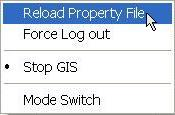 Reload Property File
Force Log out
Stop GIS
Mode Switch